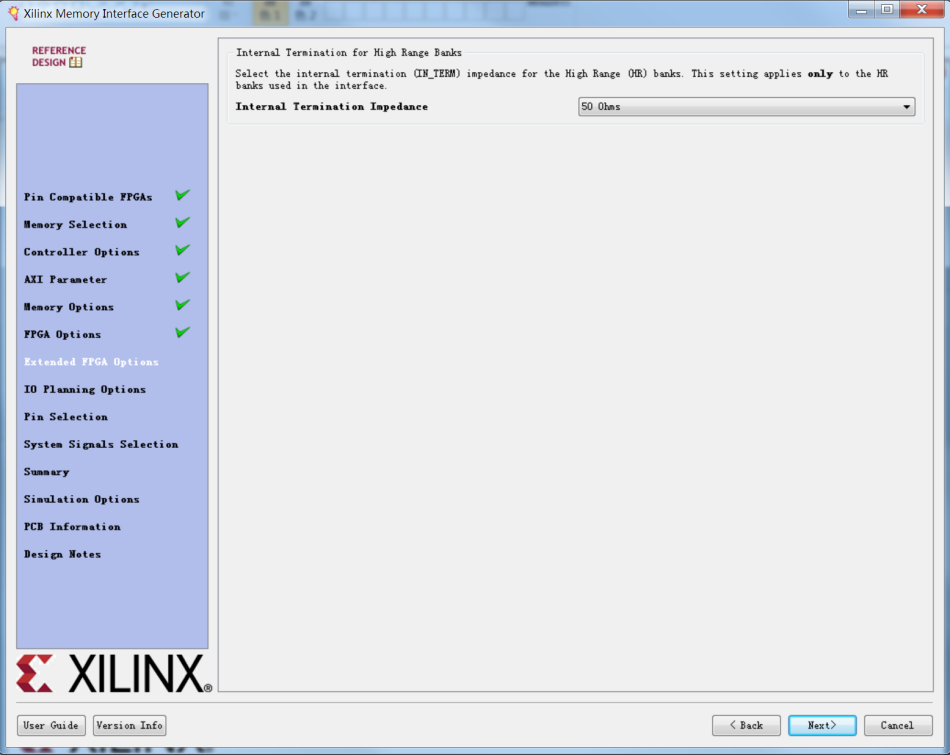 Xilinx Memory Interface Generator
REFERENCE
DESIGN
Pin Compatible FPGAs
Memory Selection
Controller Options
AXI Parameter
Memory Options
FPGA Options
Extended FPGA Options
IO Planning Options
Pin Selection
System Signals Selection
Summary
Simulation Options
PCB Information
Design Notes
XILINX®
Internal Termination for High Range Banks
Select the internal termination (IN_TERM) impedance for the High Range (HR) banks. This setting applies only to the HR
banks used in the interface.
Internal Termination Impedance 50 Ohms
User Guide Version Info < Back Next> Cancel